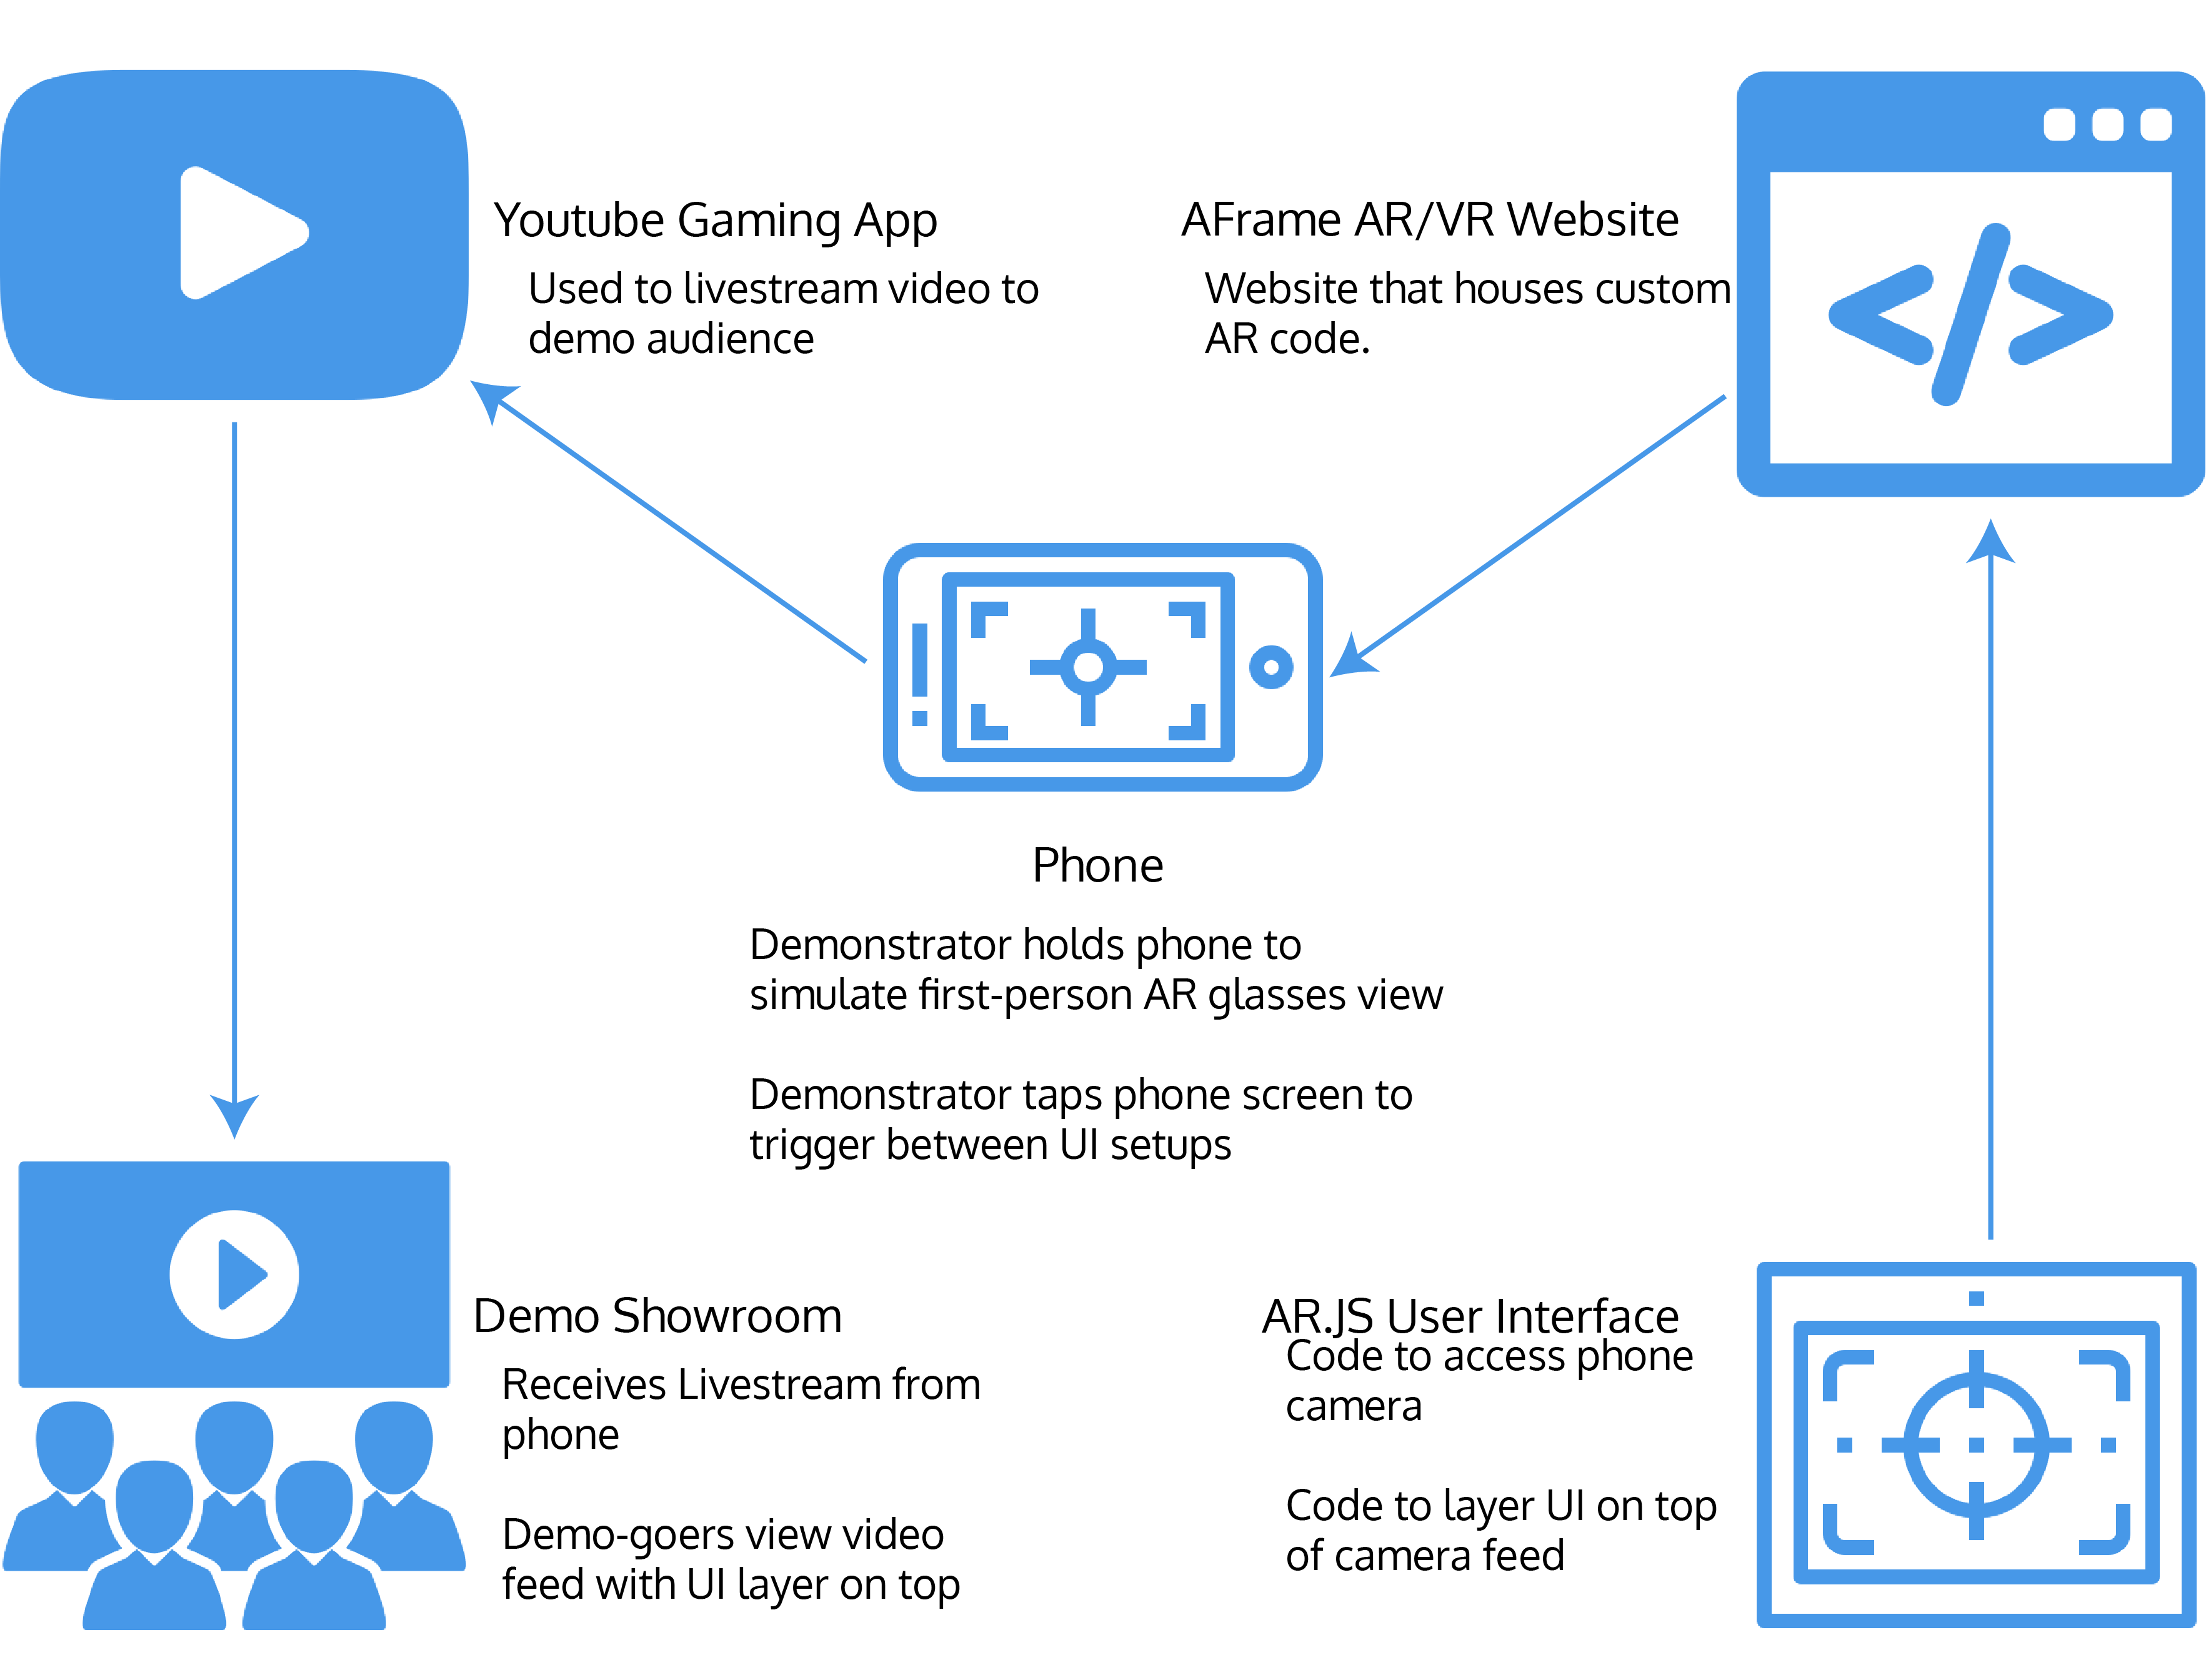 Youtube Gaming App
Used to livestream video to
demo audience
AFrame AR/VR Website
Website that houses custom
AR code.
Phone
Demonstrator holds phone to
simulate first-person AR glasses view
Demonstrator taps phone screen to
trigger between UI setups
Demo Showroom
Receives Livestream from
phone
Demo-goers view video
feed with UI layer on top
AR.JS User Interface
Code to access phone
camera
Code to layer UI on top
of camera feed